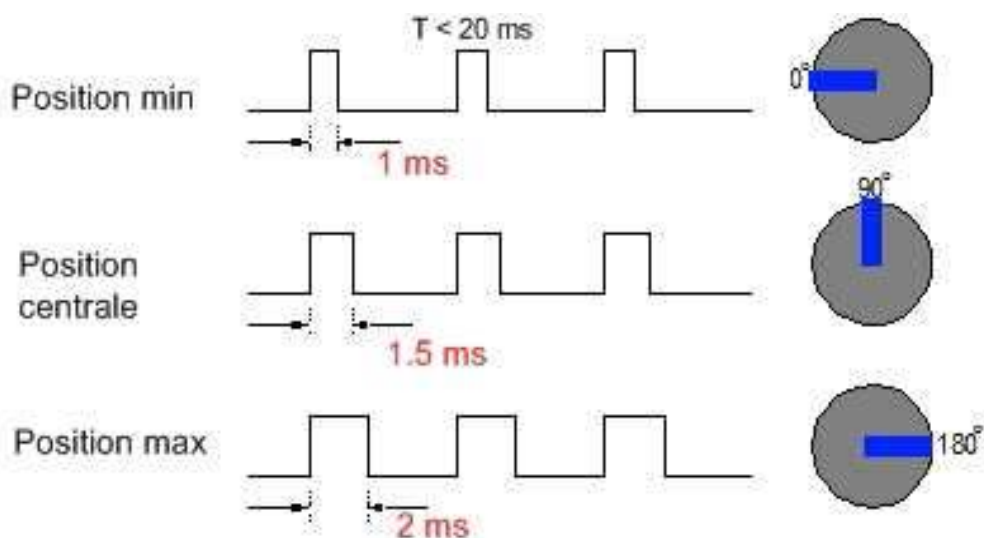 T < 20 ms
Position min
0°
1 ms
90°
Position
centrale
1.5 ms
Position max
180°
2 ms